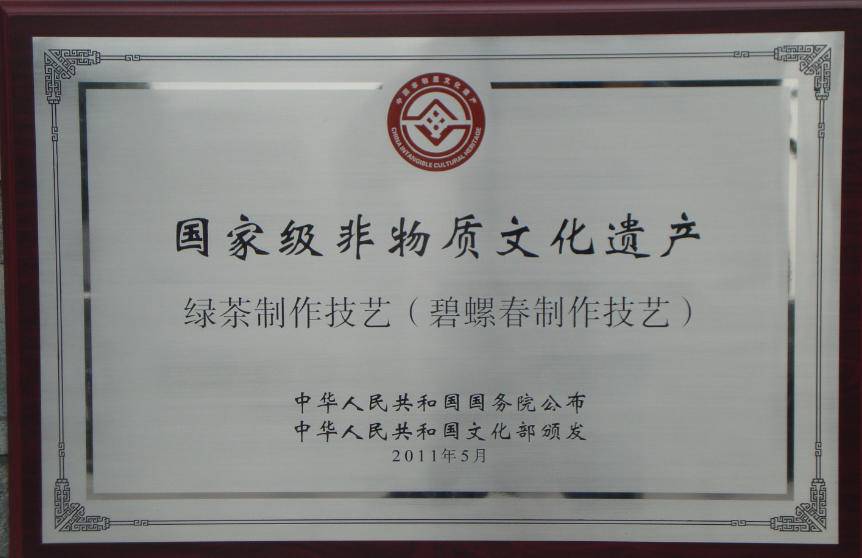 中国非物质文化遗产
CHINA INTANGIBLE CULTURAL HERITAGE
国家级非物质文化遗产
绿茶制作技艺（碧螺春制作技艺）
中华人民共和国国务院公布
中华人民共和国文化部颁发
2011年5月